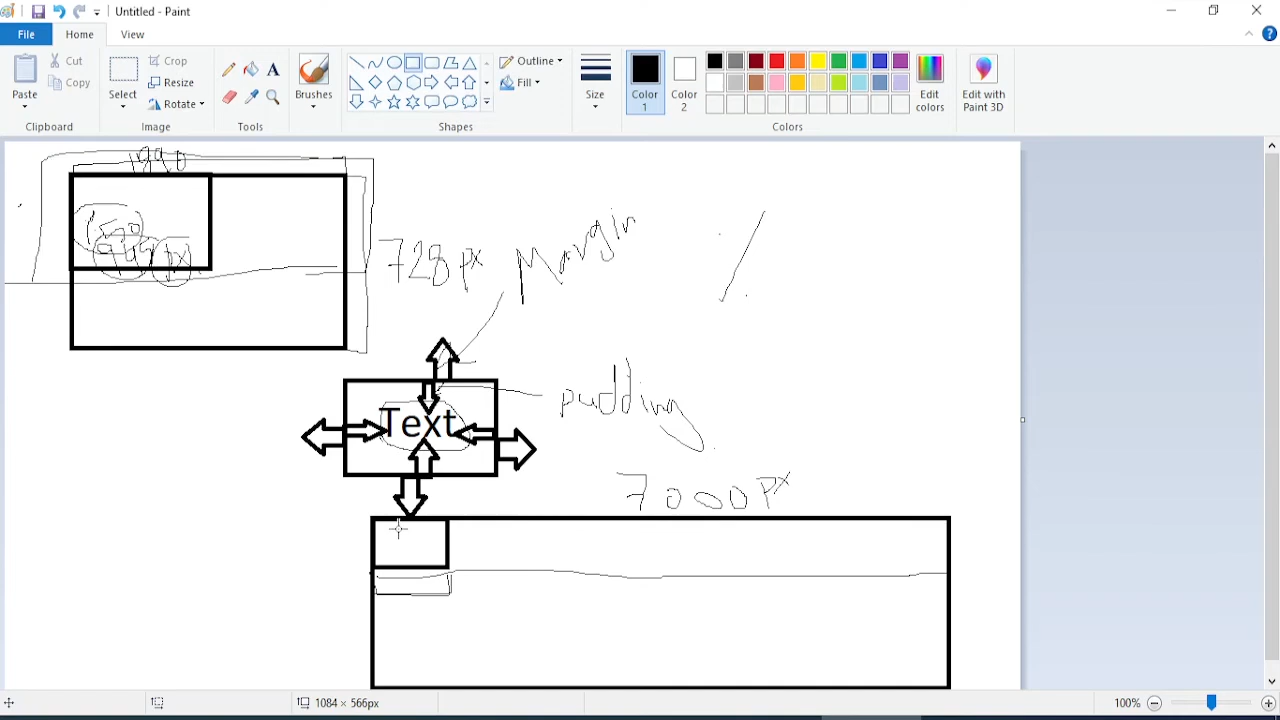 Untitled - Paint
File Home View
Paste
Cut
Copy
Clipboard
Select
Crop
Resize
Rotate
Image
A
Tools
Brushes
Shapes
Outline
Fill
Size
Color 1
Color 2
Edit colors
Edit with Paint 3D
Colors
px
728 px
Margin
%
pudding
Text
7000 px
1084 × 566px
100%